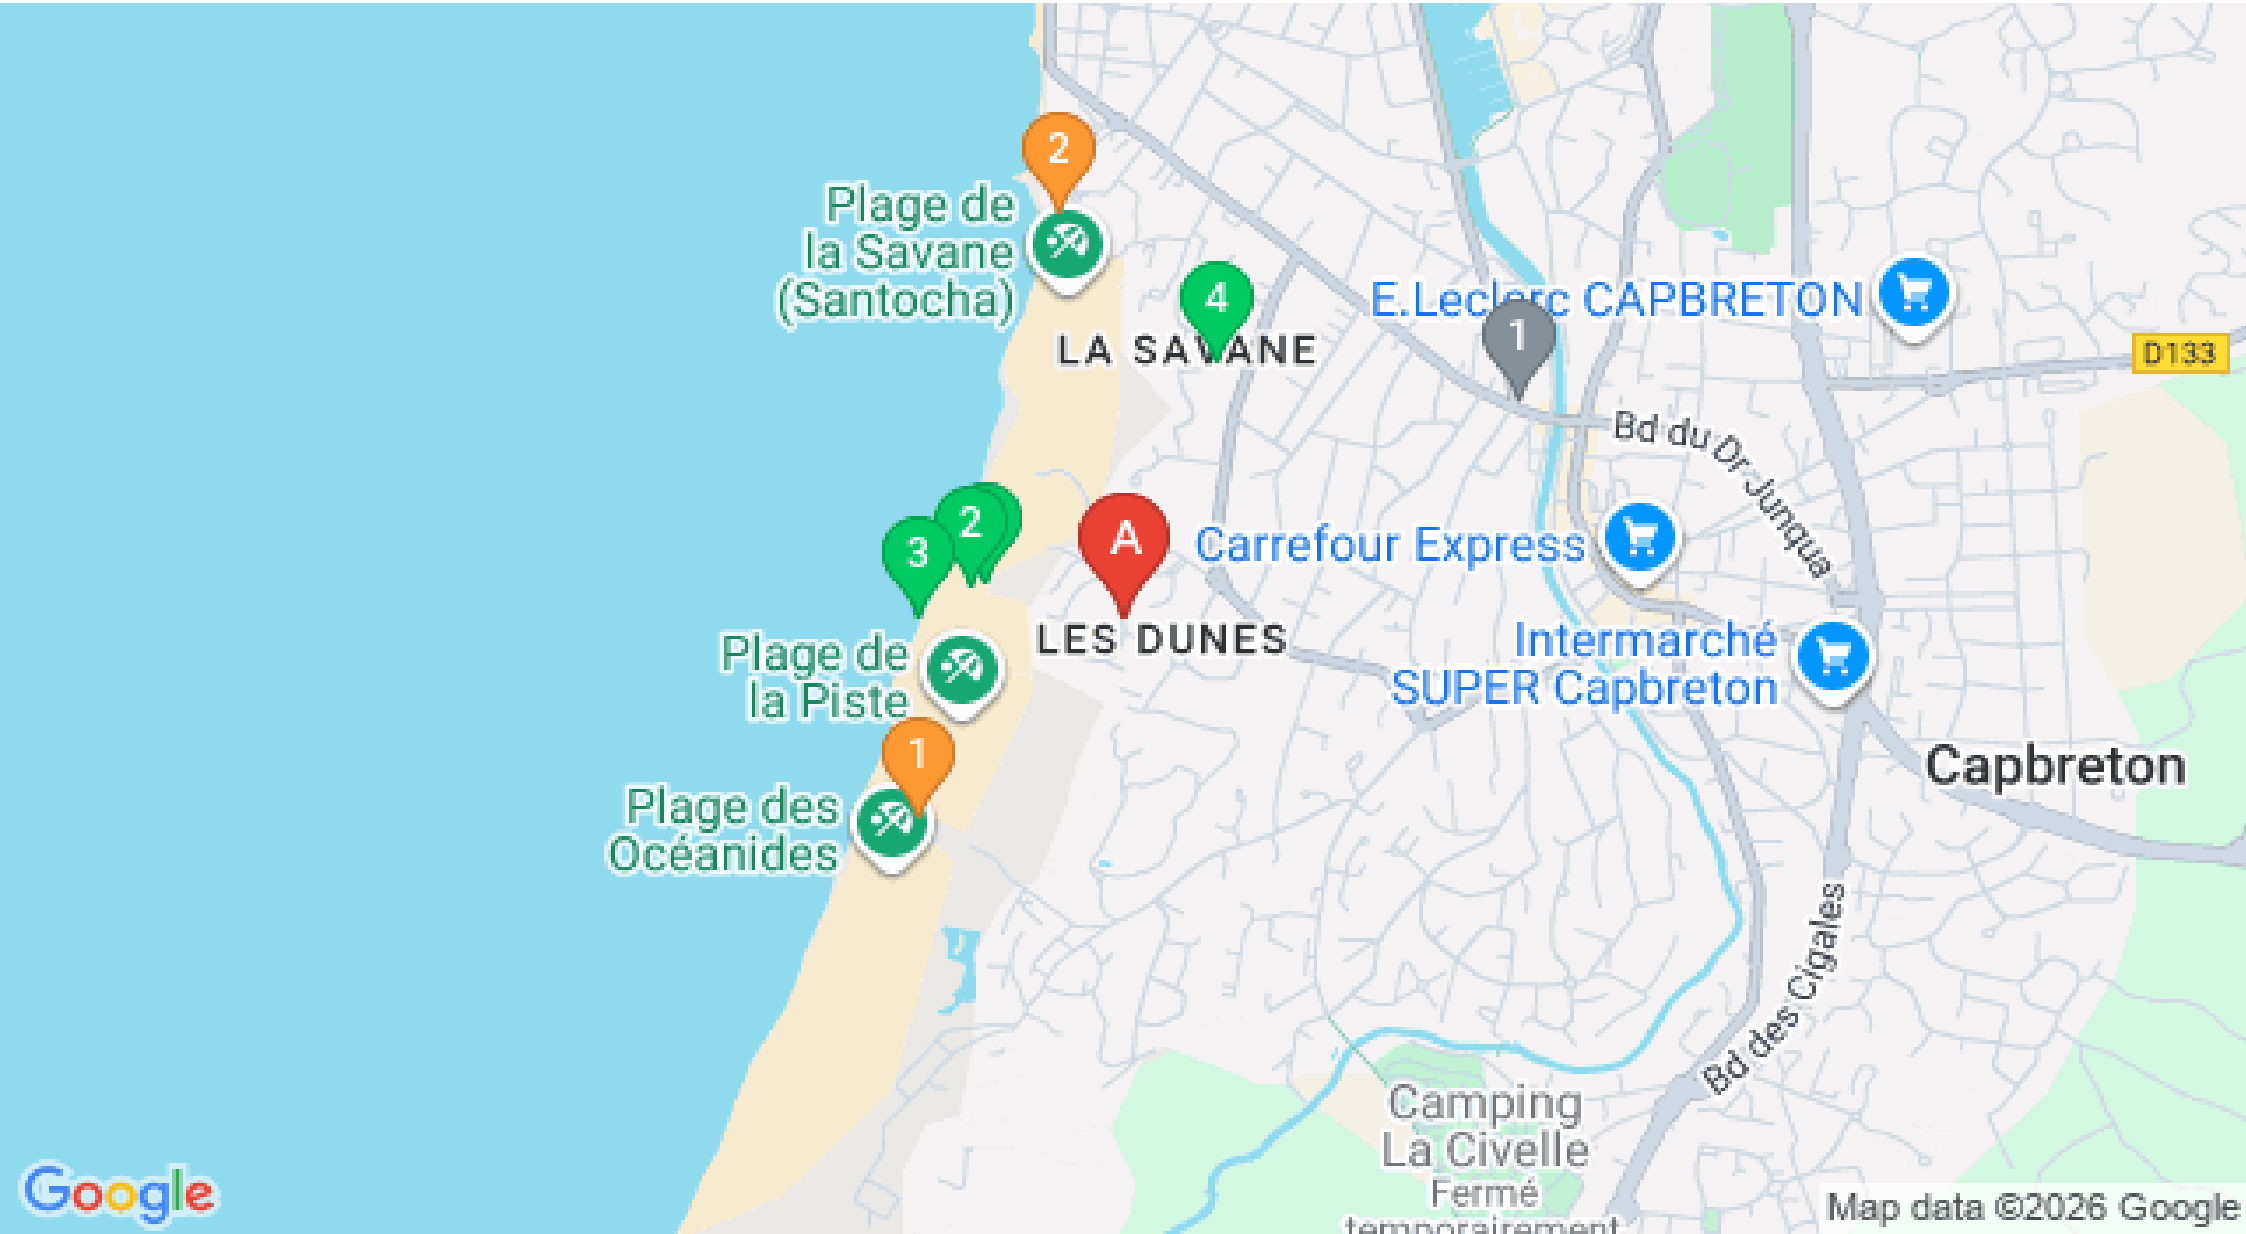 2
Plage de
la Savane
(Santocha)
4
LA SAVANE
E.Leclerc CAPBRETON
1
D133
Bd du Dr Junqua
2
3
A
Carrefour Express
LES DUNES
Plage de
la Piste
Intermarché
SUPER Capbreton
1
Capbreton
Plage des
Océanides
Bd des Cigales
Camping
La Civelle
Fermé
temporairement
Google
Map data ©2026 Google